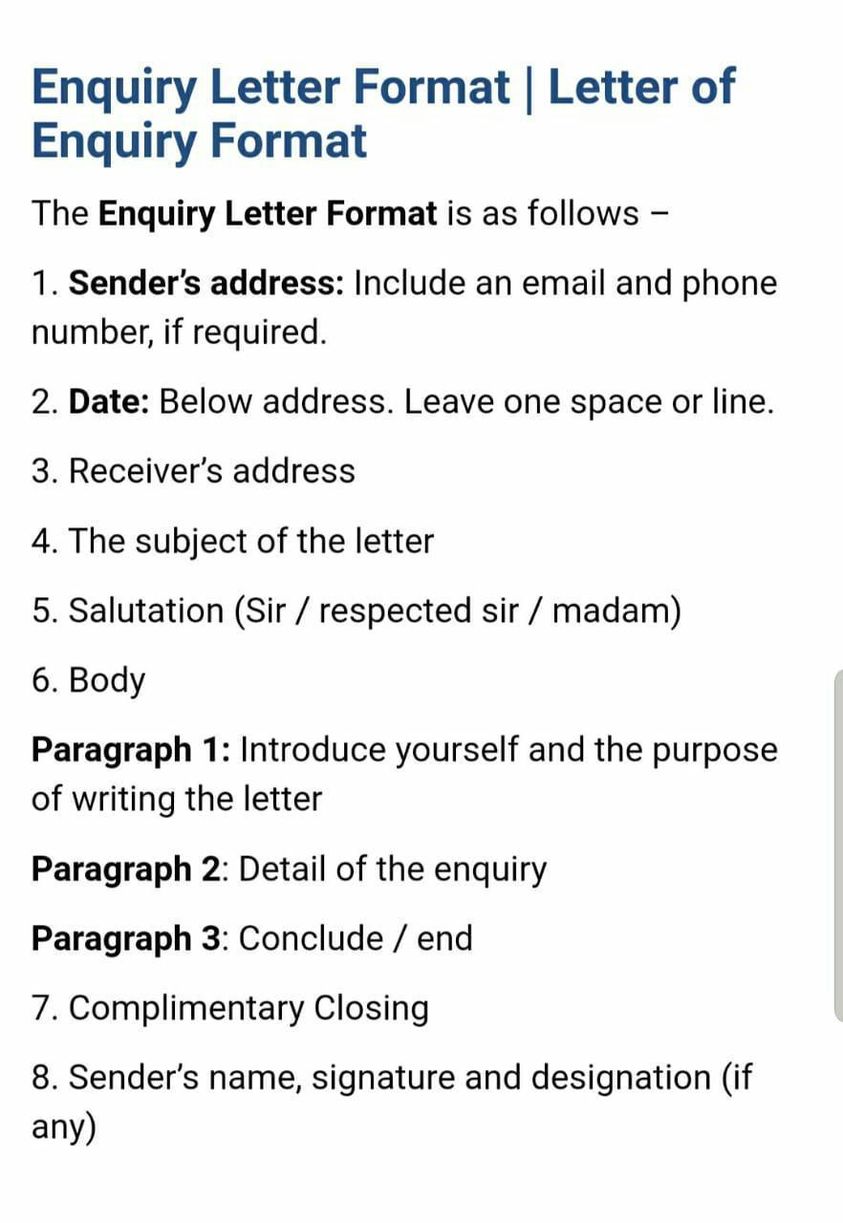 Enquiry Letter Format | Letter of
Enquiry Format
The Enquiry Letter Format is as follows –
1. Sender’s address: Include an email and phone
number, if required.
2. Date: Below address. Leave one space or line.
3. Receiver’s address
4. The subject of the letter
5. Salutation (Sir / respected sir / madam)
6. Body
Paragraph 1: Introduce yourself and the purpose
of writing the letter
Paragraph 2: Detail of the enquiry
Paragraph 3: Conclude / end
7. Complimentary Closing
8. Sender’s name, signature and designation (if
any)